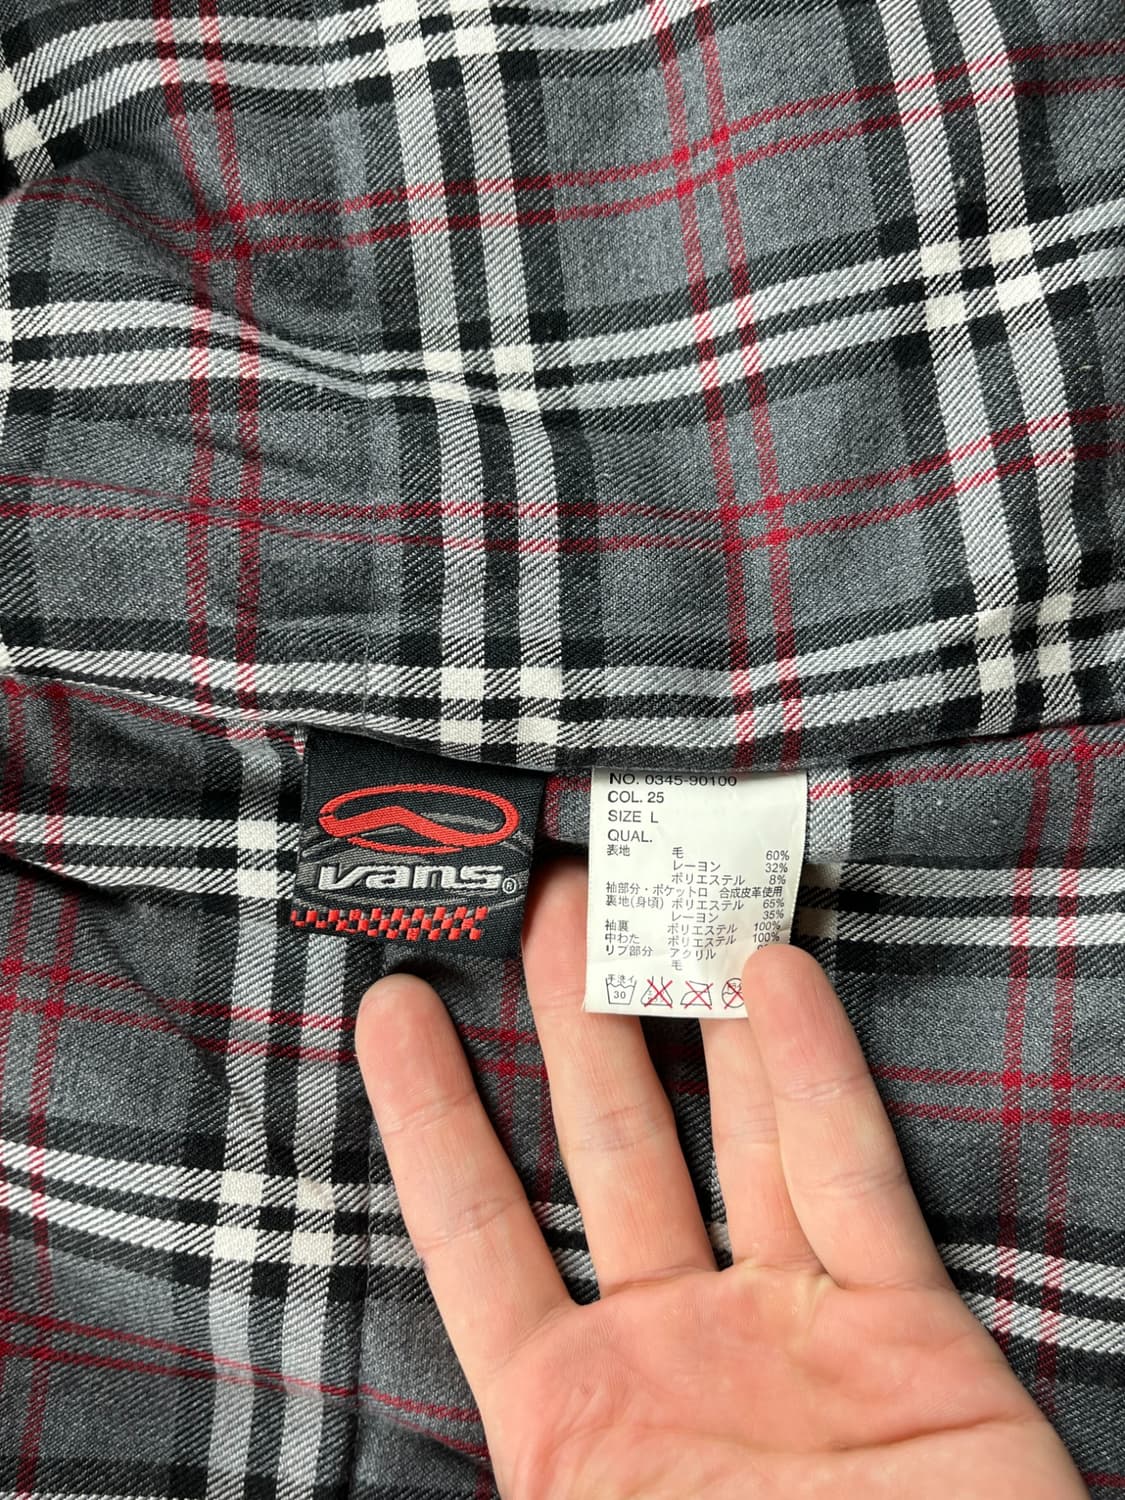 vans®
NO. 0345-90100
COL. 25
SIZE L
QUAL.
表地 毛 60%
レーヨン 32%
ポリエステル 8%
袖部分・ポケット口 合成皮革使用
裏地(身頃) ポリエステル 65%
レーヨン 35%
袖裏 ポリエステル 100%
中わた ポリエステル 100%
リブ部分 アクリル
毛
手洗イ
30